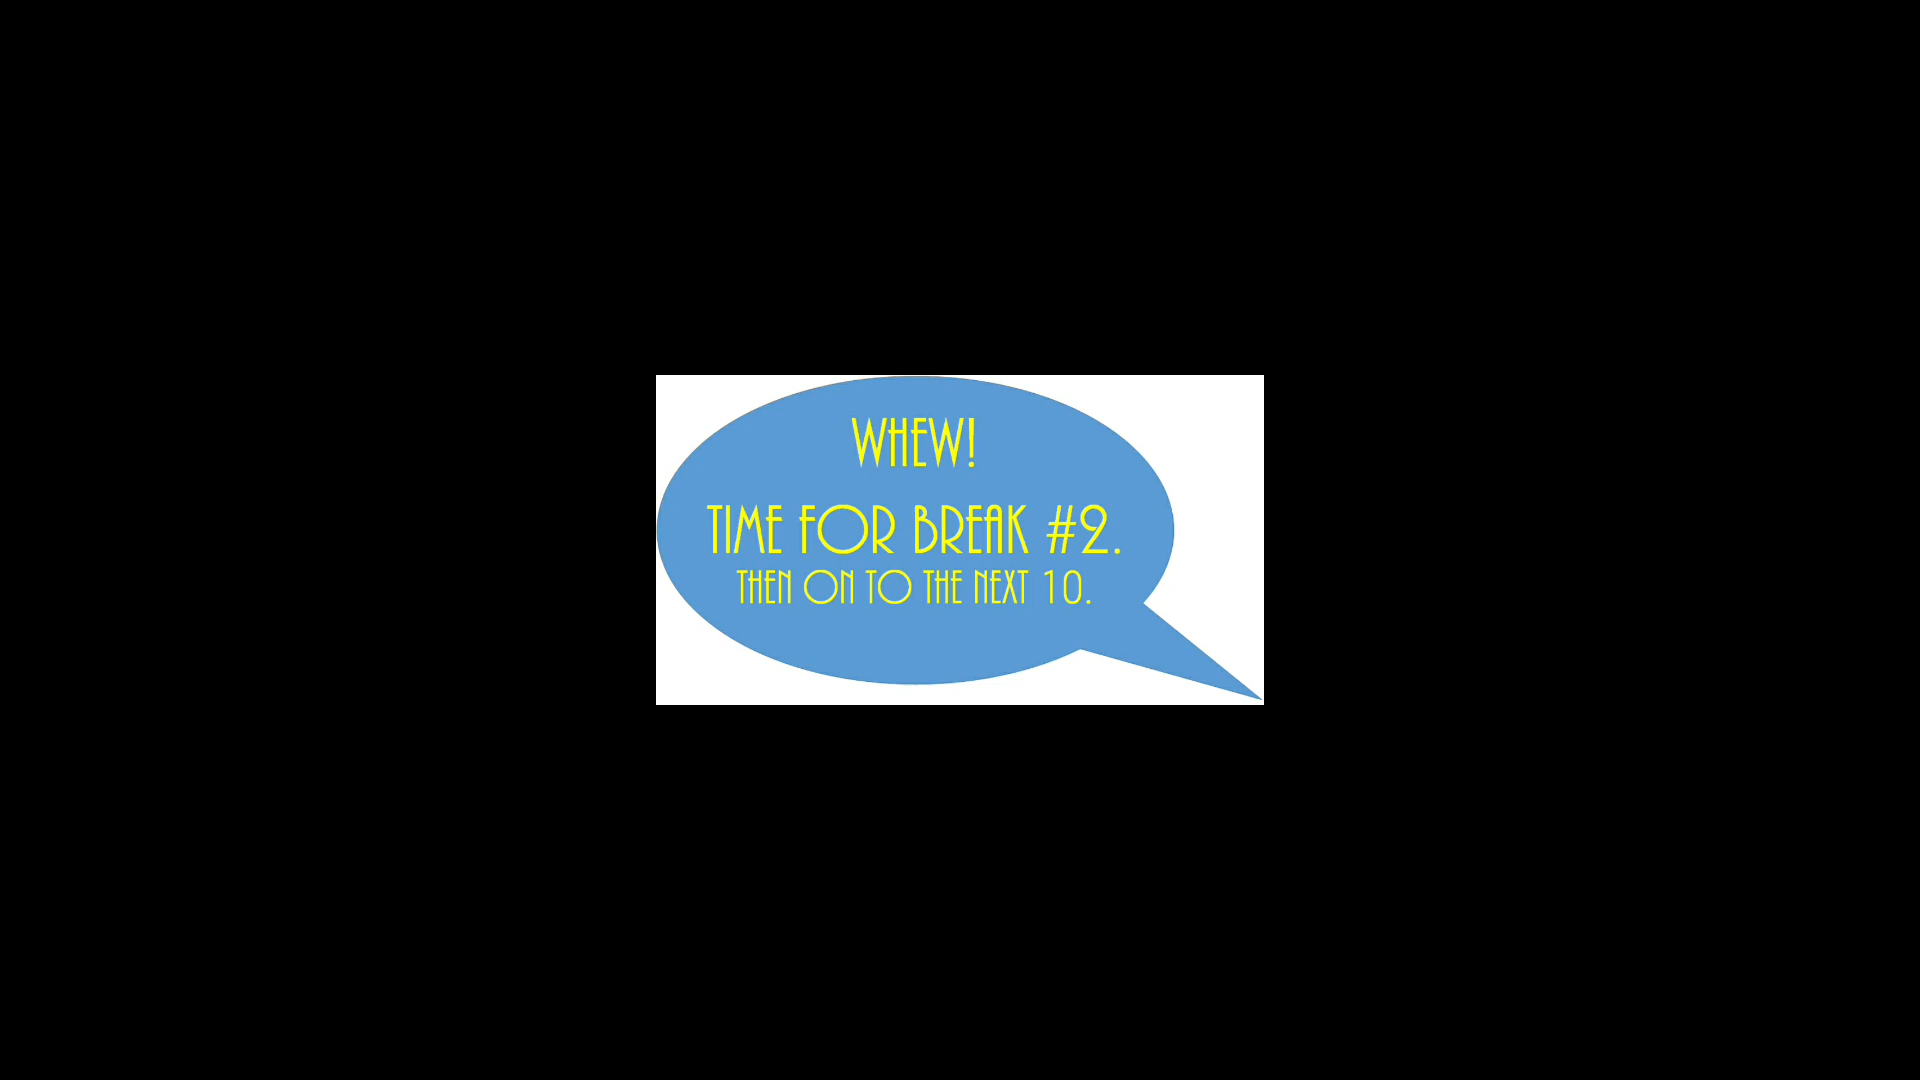 WHEW!
TIME FOR BREAK #2.
THEN ON TO THE NEXT 10.